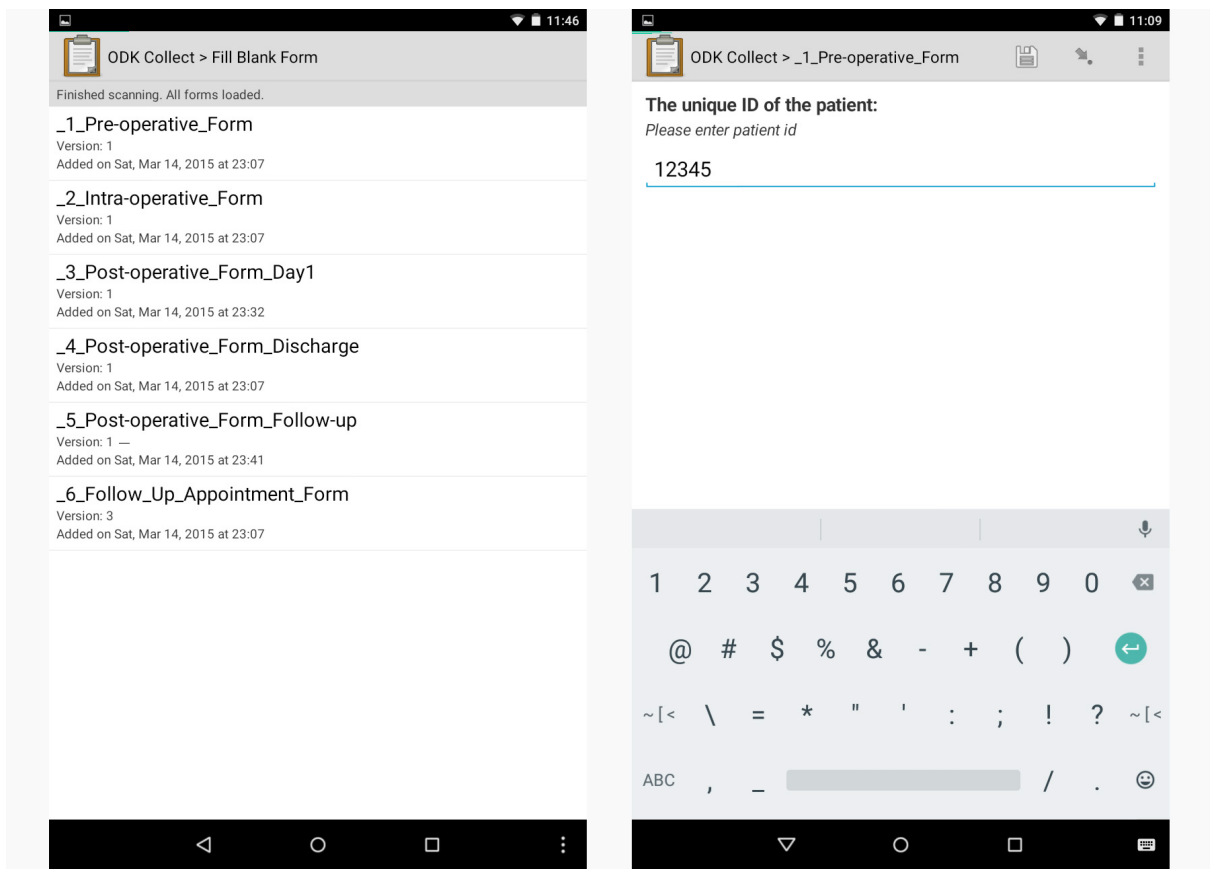 11:46
ODK Collect > Fill Blank Form
Finished scanning. All forms loaded.
_1_Pre-operative_Form
Version: 1
Added on Sat, Mar 14, 2015 at 23:07
_2_Intra-operative_Form
Version: 1
Added on Sat, Mar 14, 2015 at 23:07
_3_Post-operative_Form_Day1
Version: 1
Added on Sat, Mar 14, 2015 at 23:32
_4_Post-operative_Form_Discharge
Version: 1
Added on Sat, Mar 14, 2015 at 23:07
_5_Post-operative_Form_Follow-up
Version: 1 —
Added on Sat, Mar 14, 2015 at 23:41
_6_Follow_Up_Appointment_Form
Version: 3
Added on Sat, Mar 14, 2015 at 23:07
11:09
ODK Collect > _1_Pre-operative_Form
The unique ID of the patient:
Please enter patient id
12345
1 2 3 4 5 6 7 8 9 0
@ # $ % & - + ( )
~[< \ = * " ' : ; ! ? ~[<
ABC , _ / .